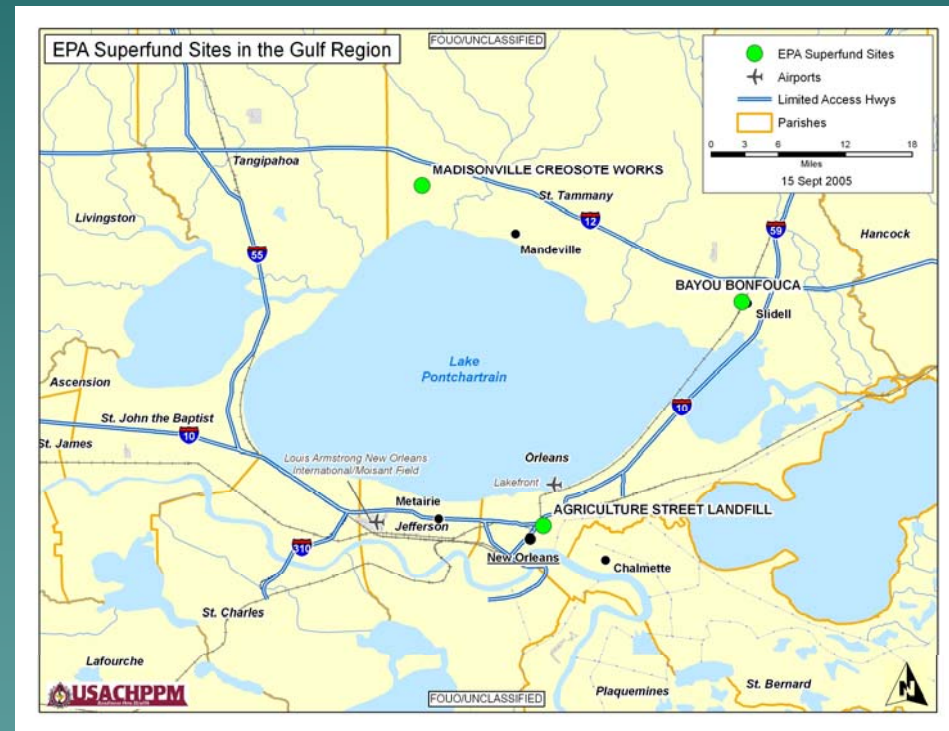 EPA Superfund Sites in the Gulf Region
FOUO/UNCLASSIFIED
EPA Superfund Sites
Airports
Limited Access Hwys
Parishes
0 3 6 12 18
Miles
15 Sept 2005
Tangipahoa
MADISONVILLE CREOSOTE WORKS
St. Tammany
Livingston
12
59
Hancock
55
Mandeville
BAYOU BONFOUCA
Slidell
Lake
Pontchartrain
Ascension
10
St. John the Baptist
10
St. James
Louis Armstrong New Orleans
International/Moisant Field
Orleans
Lakefront
Metairie
AGRICULTURE STREET LANDFILL
Jefferson
310
New Orleans
Chalmette
St. Charles
Lafourche
USACHPPM
FOUO/UNCLASSIFIED
Plaquemines
St. Bernard
N